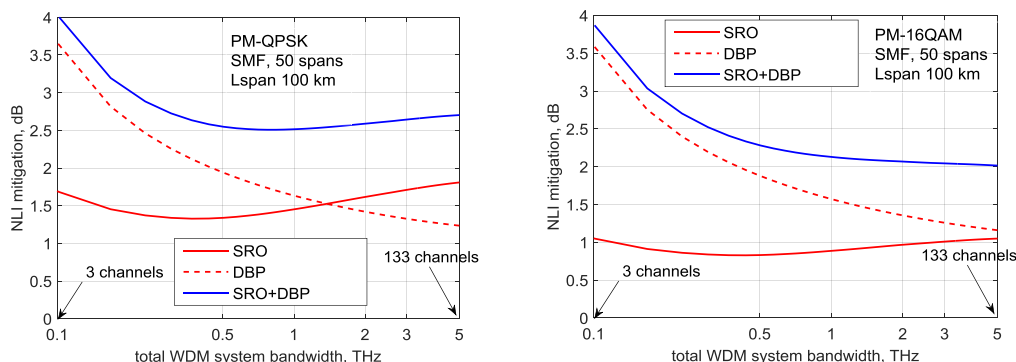 4
3.5
3
2.5
2
1.5
1
0.5
0
NLI mitigation, dB
PM-QPSK
SMF, 50 spans
Lspan 100 km
SRO
DBP
SRO+DBP
3 channels
133 channels
0.1 0.5 1 2 3 5
total WDM system bandwidth, THz
4
3.5
3
2.5
2
1.5
1
0.5
0
NLI mitigation, dB
SRO
DBP
SRO+DBP
PM-16QAM
SMF, 50 spans
Lspan 100 km
3 channels
133 channels
0.1 0.5 1 2 3 5
total WDM system bandwidth, THz